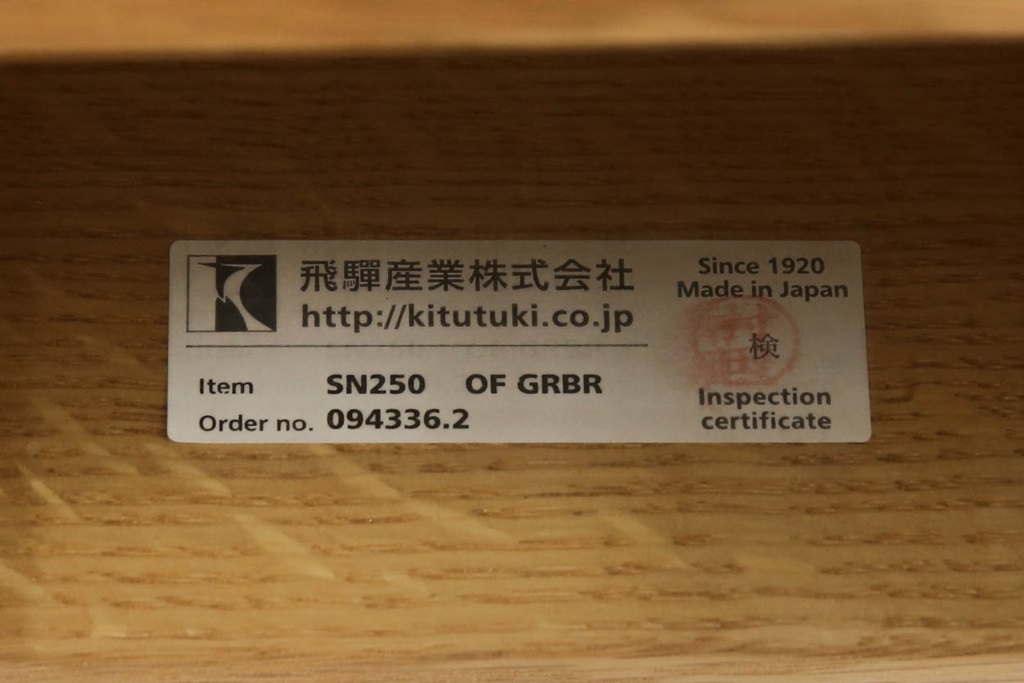 飛驒産業株式会社
http://kitutuki.co.jp
Item SN250 OF GRBR
Order no. 094336.2
Since 1920
Made in Japan
検
Inspection
certificate